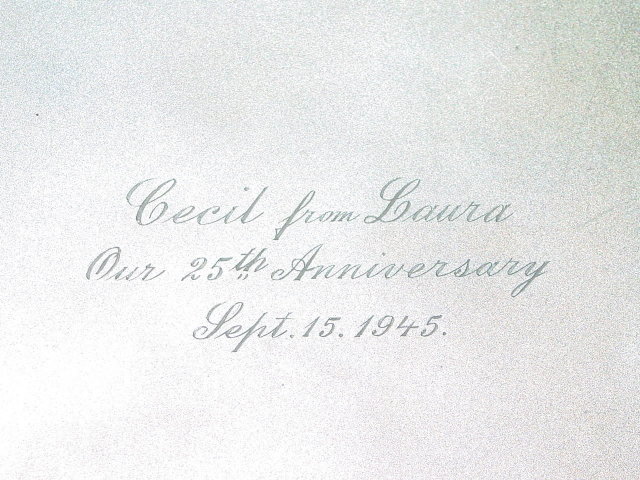 Cecil from Laura
Our 25th Anniversary
Sept. 15. 1945.